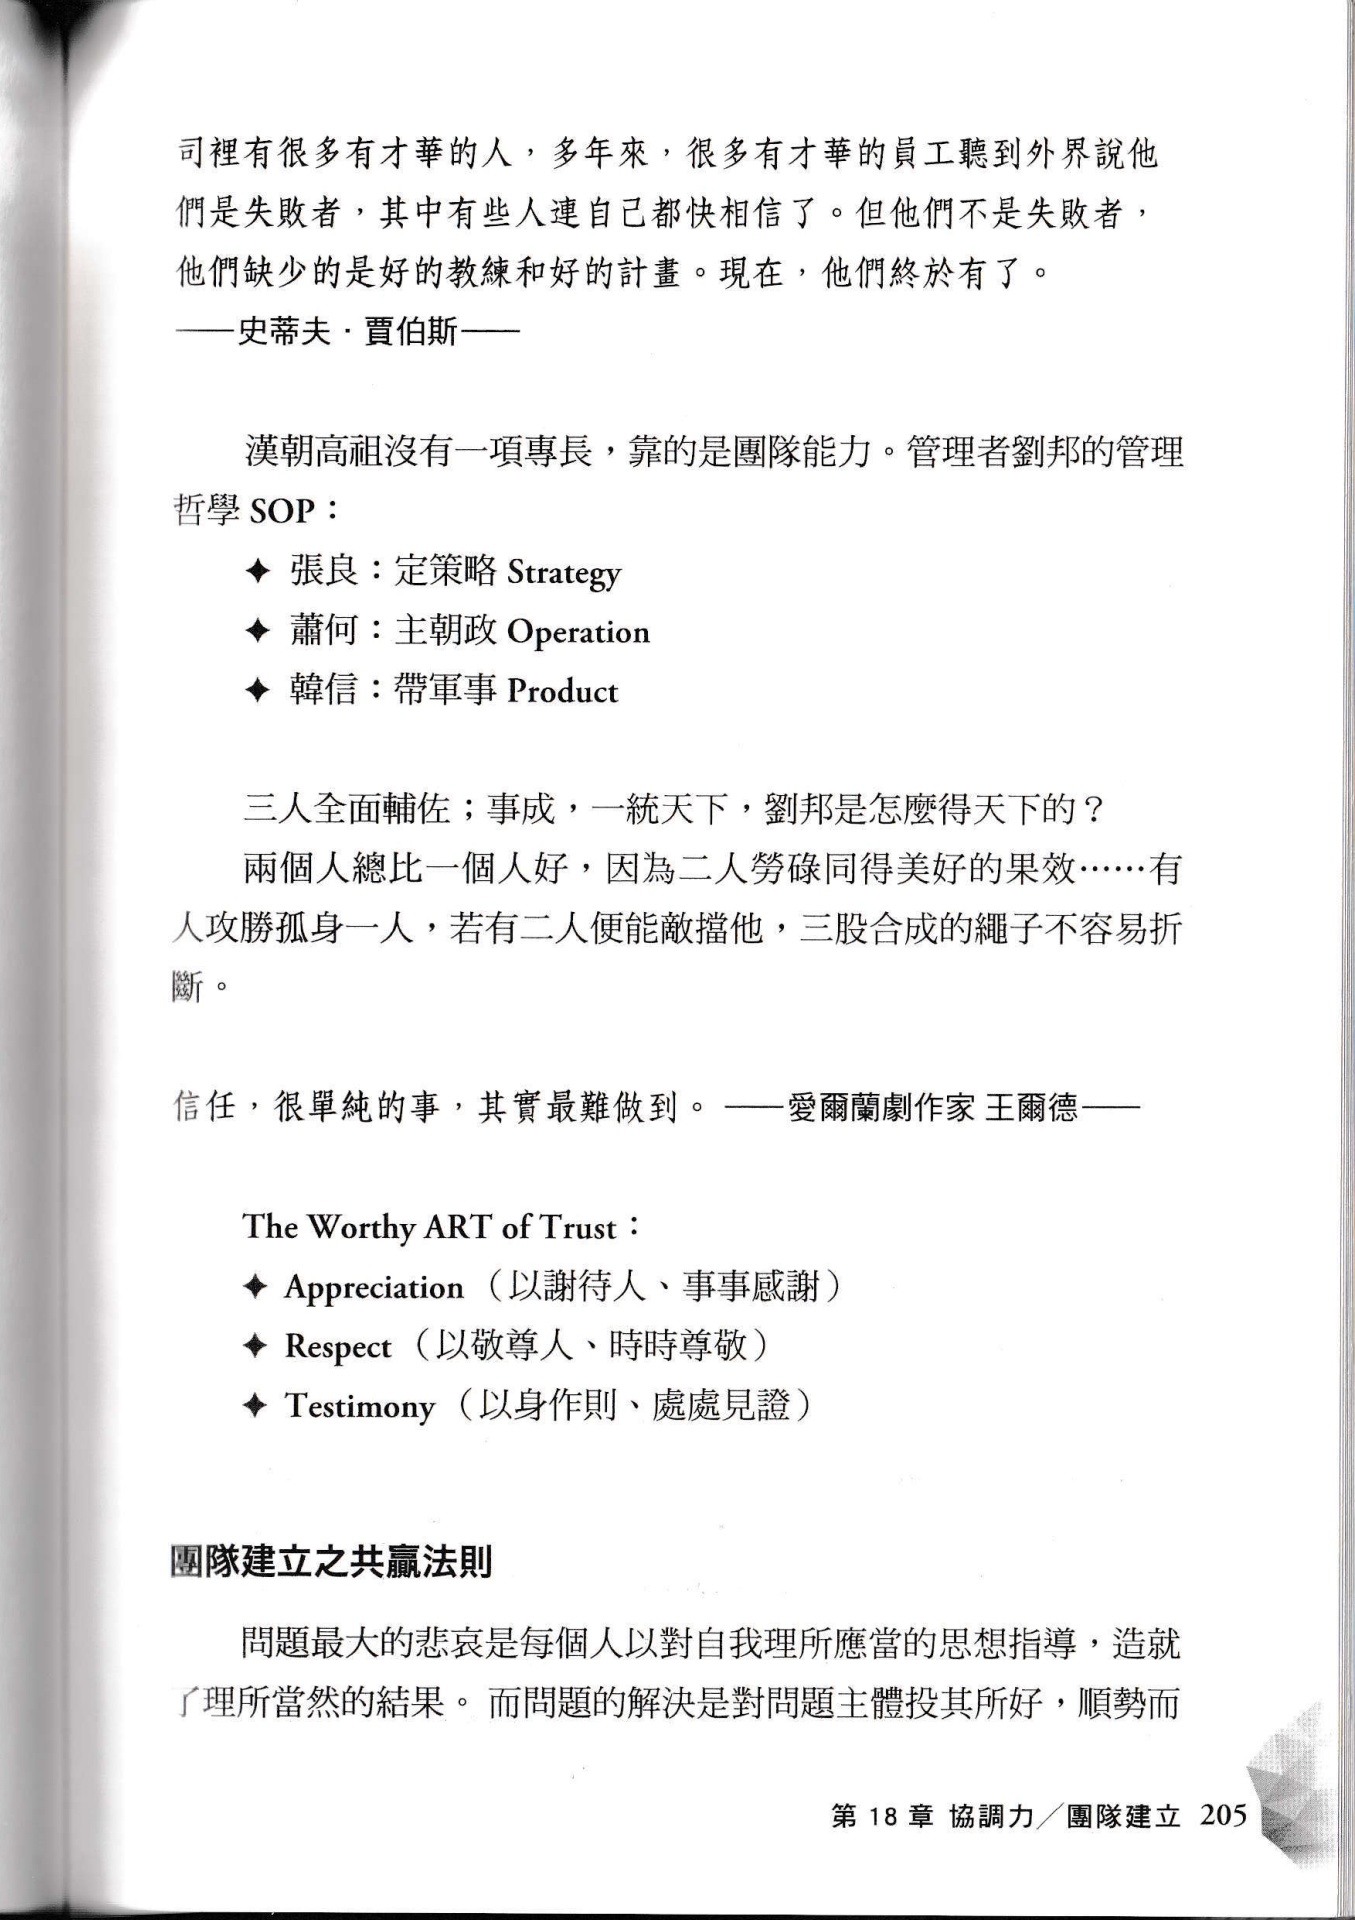 司裡有很多有才華的人，多年來，很多有才華的員工聽到外界說他
們是失敗者，其中有些人連自己都快相信了。但他們不是失敗者，
他們缺少的是好的教練和好的計畫。現在，他們終於有了。
——史蒂夫．賈伯斯——
漢朝高祖沒有一項專長，靠的是團隊能力。管理者劉邦的管理
哲學 SOP：
✦ 張良：定策略 Strategy
✦ 蕭何：主朝政 Operation
✦ 韓信：帶軍事 Product
三人全面輔佐；事成，一統天下，劉邦是怎麼得天下的？
兩個人總比一個人好，因為二人勞碌同得美好的果效……有
人攻勝孤身一人，若有二人便能敵擋他，三股合成的繩子不容易折
斷。
信任，很單純的事，其實最難做到。——愛爾蘭劇作家 王爾德——
The Worthy ART of Trust：
✦ Appreciation（以謝待人、事事感謝）
✦ Respect（以敬尊人、時時尊敬）
✦ Testimony（以身作則、處處見證）
團隊建立之共贏法則
問題最大的悲哀是每個人以對自我理所應當的思想指導，造就
了理所當然的結果。 而問題的解決是對問題主體投其所好，順勢而
第 18 章 協調力／團隊建立 205